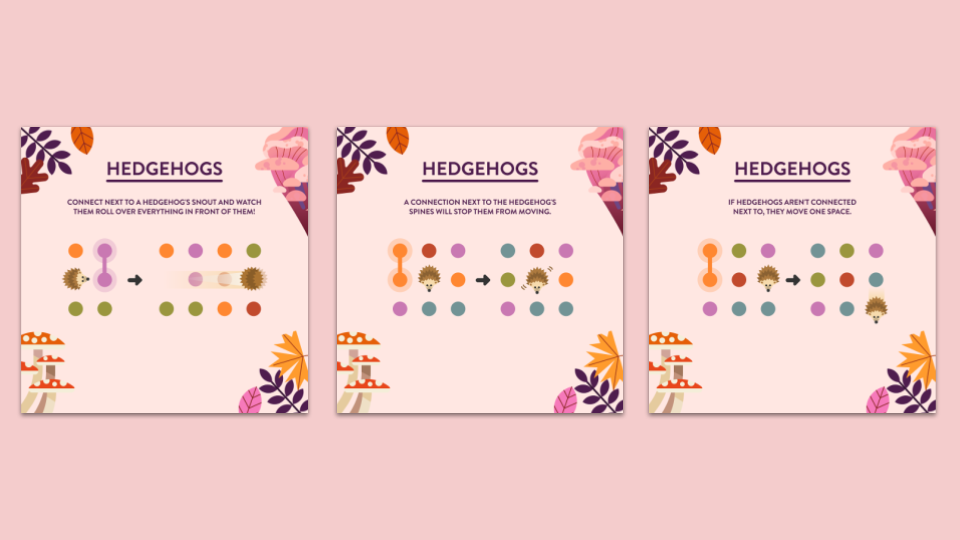 HEDGEHOGS
CONNECT NEXT TO A HEDGEHOG'S SNOUT AND WATCH
THEM ROLL OVER EVERYTHING IN FRONT OF THEM!
HEDGEHOGS
A CONNECTION NEXT TO THE HEDGEHOG'S
SPINES WILL STOP THEM FROM MOVING.
HEDGEHOGS
IF HEDGEHOGS AREN'T CONNECTED
NEXT TO, THEY MOVE ONE SPACE.